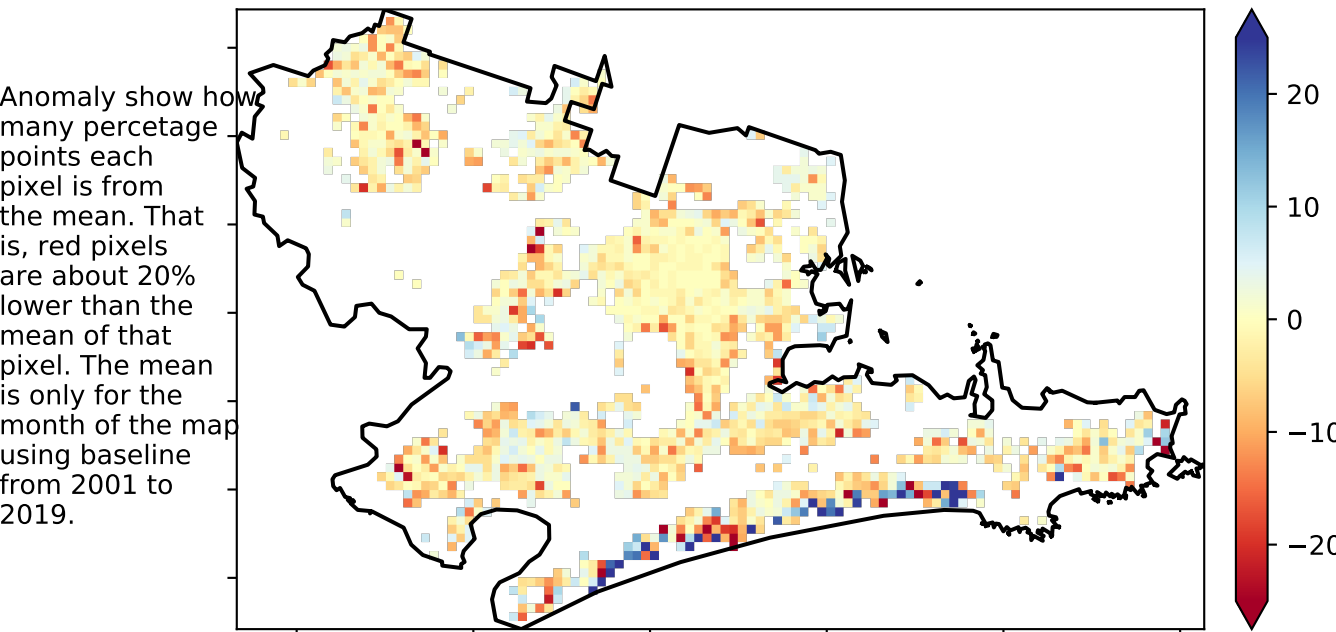 Anomaly show how
many percetage
points each
pixel is from
the mean. That
is, red pixels
are about 20%
lower than the
mean of that
pixel. The mean
is only for the
month of the map
using baseline
from 2001 to
2019.
20
10
0
−10
−20